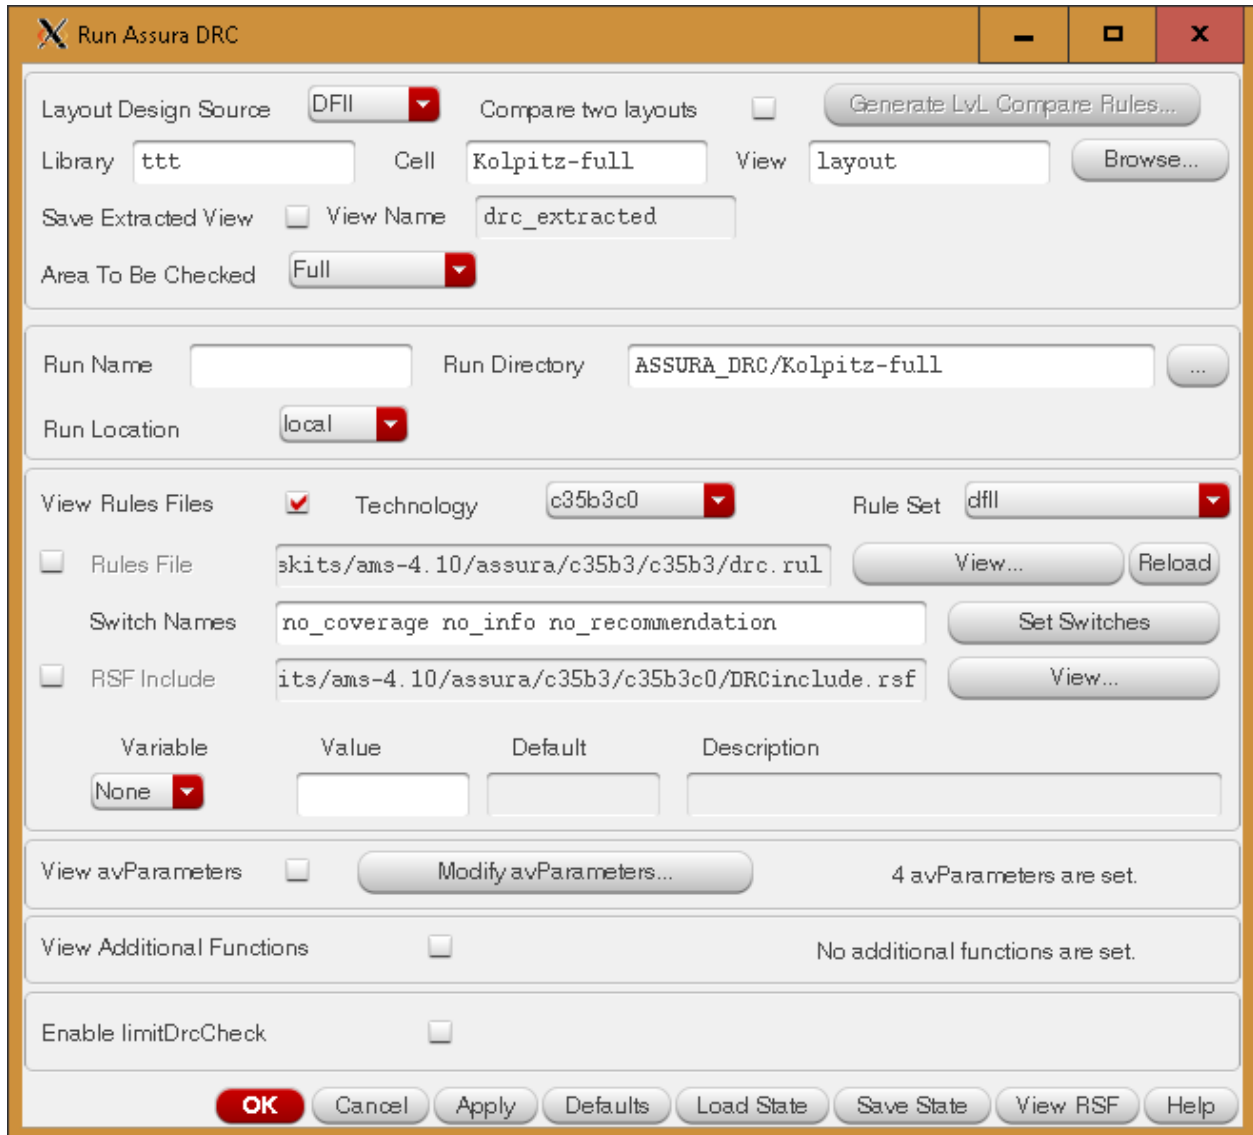 Run Assura DRC
Layout Design Source DFII Compare two layouts Generate LvL Compare Rules...
Library ttt Cell Kolpitz-full View layout Browse...
Save Extracted View View Name drc_extracted
Area To Be Checked Full
Run Name Run Directory ASSURA_DRC/Kolpitz-full ...
Run Location local
View Rules Files Technology c35b3c0 Rule Set dfII
Rules File skits/ams-4.10/assura/c35b3/c35b3/drc.rul View... Reload
Switch Names no_coverage no_info no_recommendation Set Switches
RSF Include its/ams-4.10/assura/c35b3/c35b3c0/DRCinclude.rsf View...
Variable Value Default Description
None
View avParameters Modify avParameters... 4 avParameters are set.
View Additional Functions No additional functions are set.
Enable limitDrcCheck
OK Cancel Apply Defaults Load State Save State View RSF Help